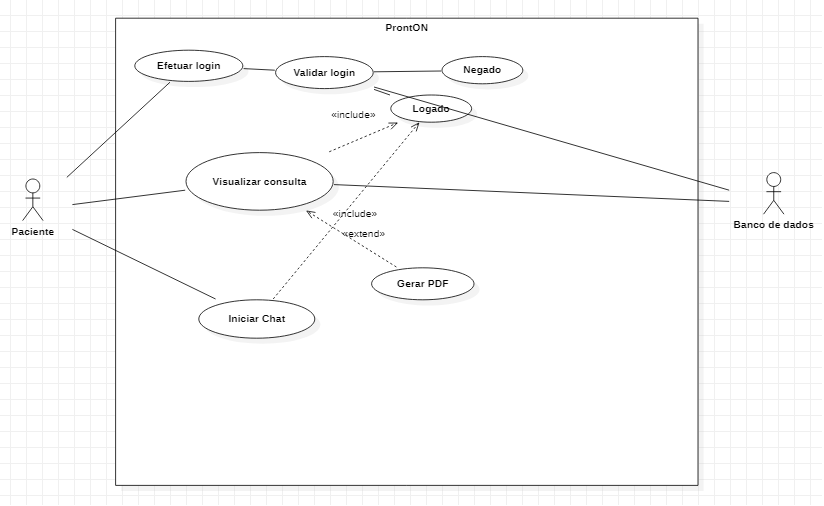 ProntON
Efetuar login
Validar login
Negado
Logado
«include»
Visualizar consulta
Paciente
Banco de dados
«include»
«extend»
Gerar PDF
Iniciar Chat